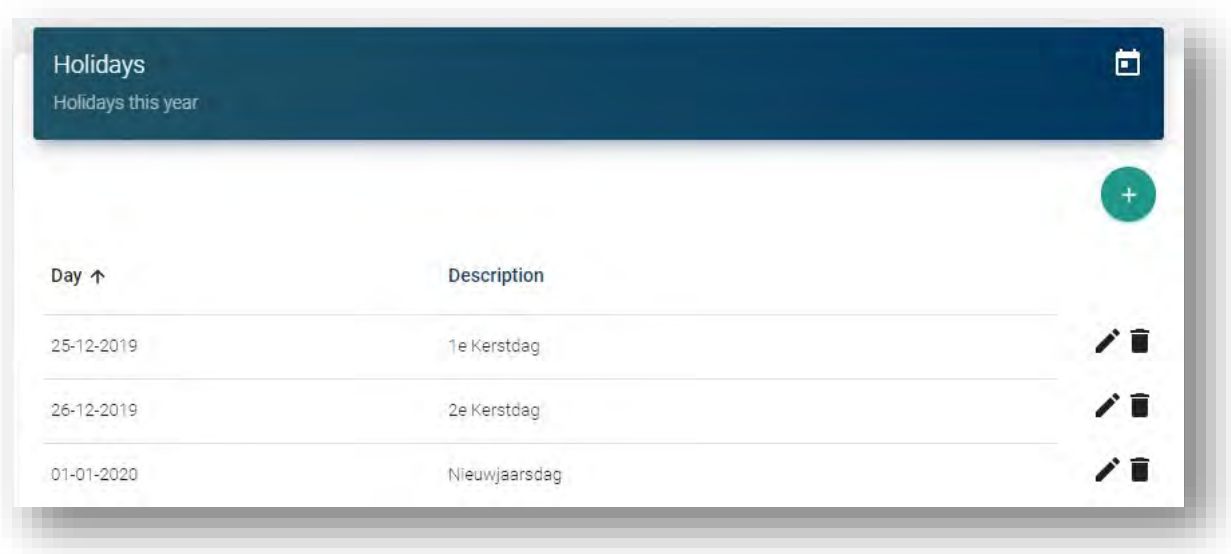 Holidays
Holidays this year
+
Day ↑ Description
25-12-2019 1e Kerstdag
26-12-2019 2e Kerstdag
01-01-2020 Nieuwjaarsdag